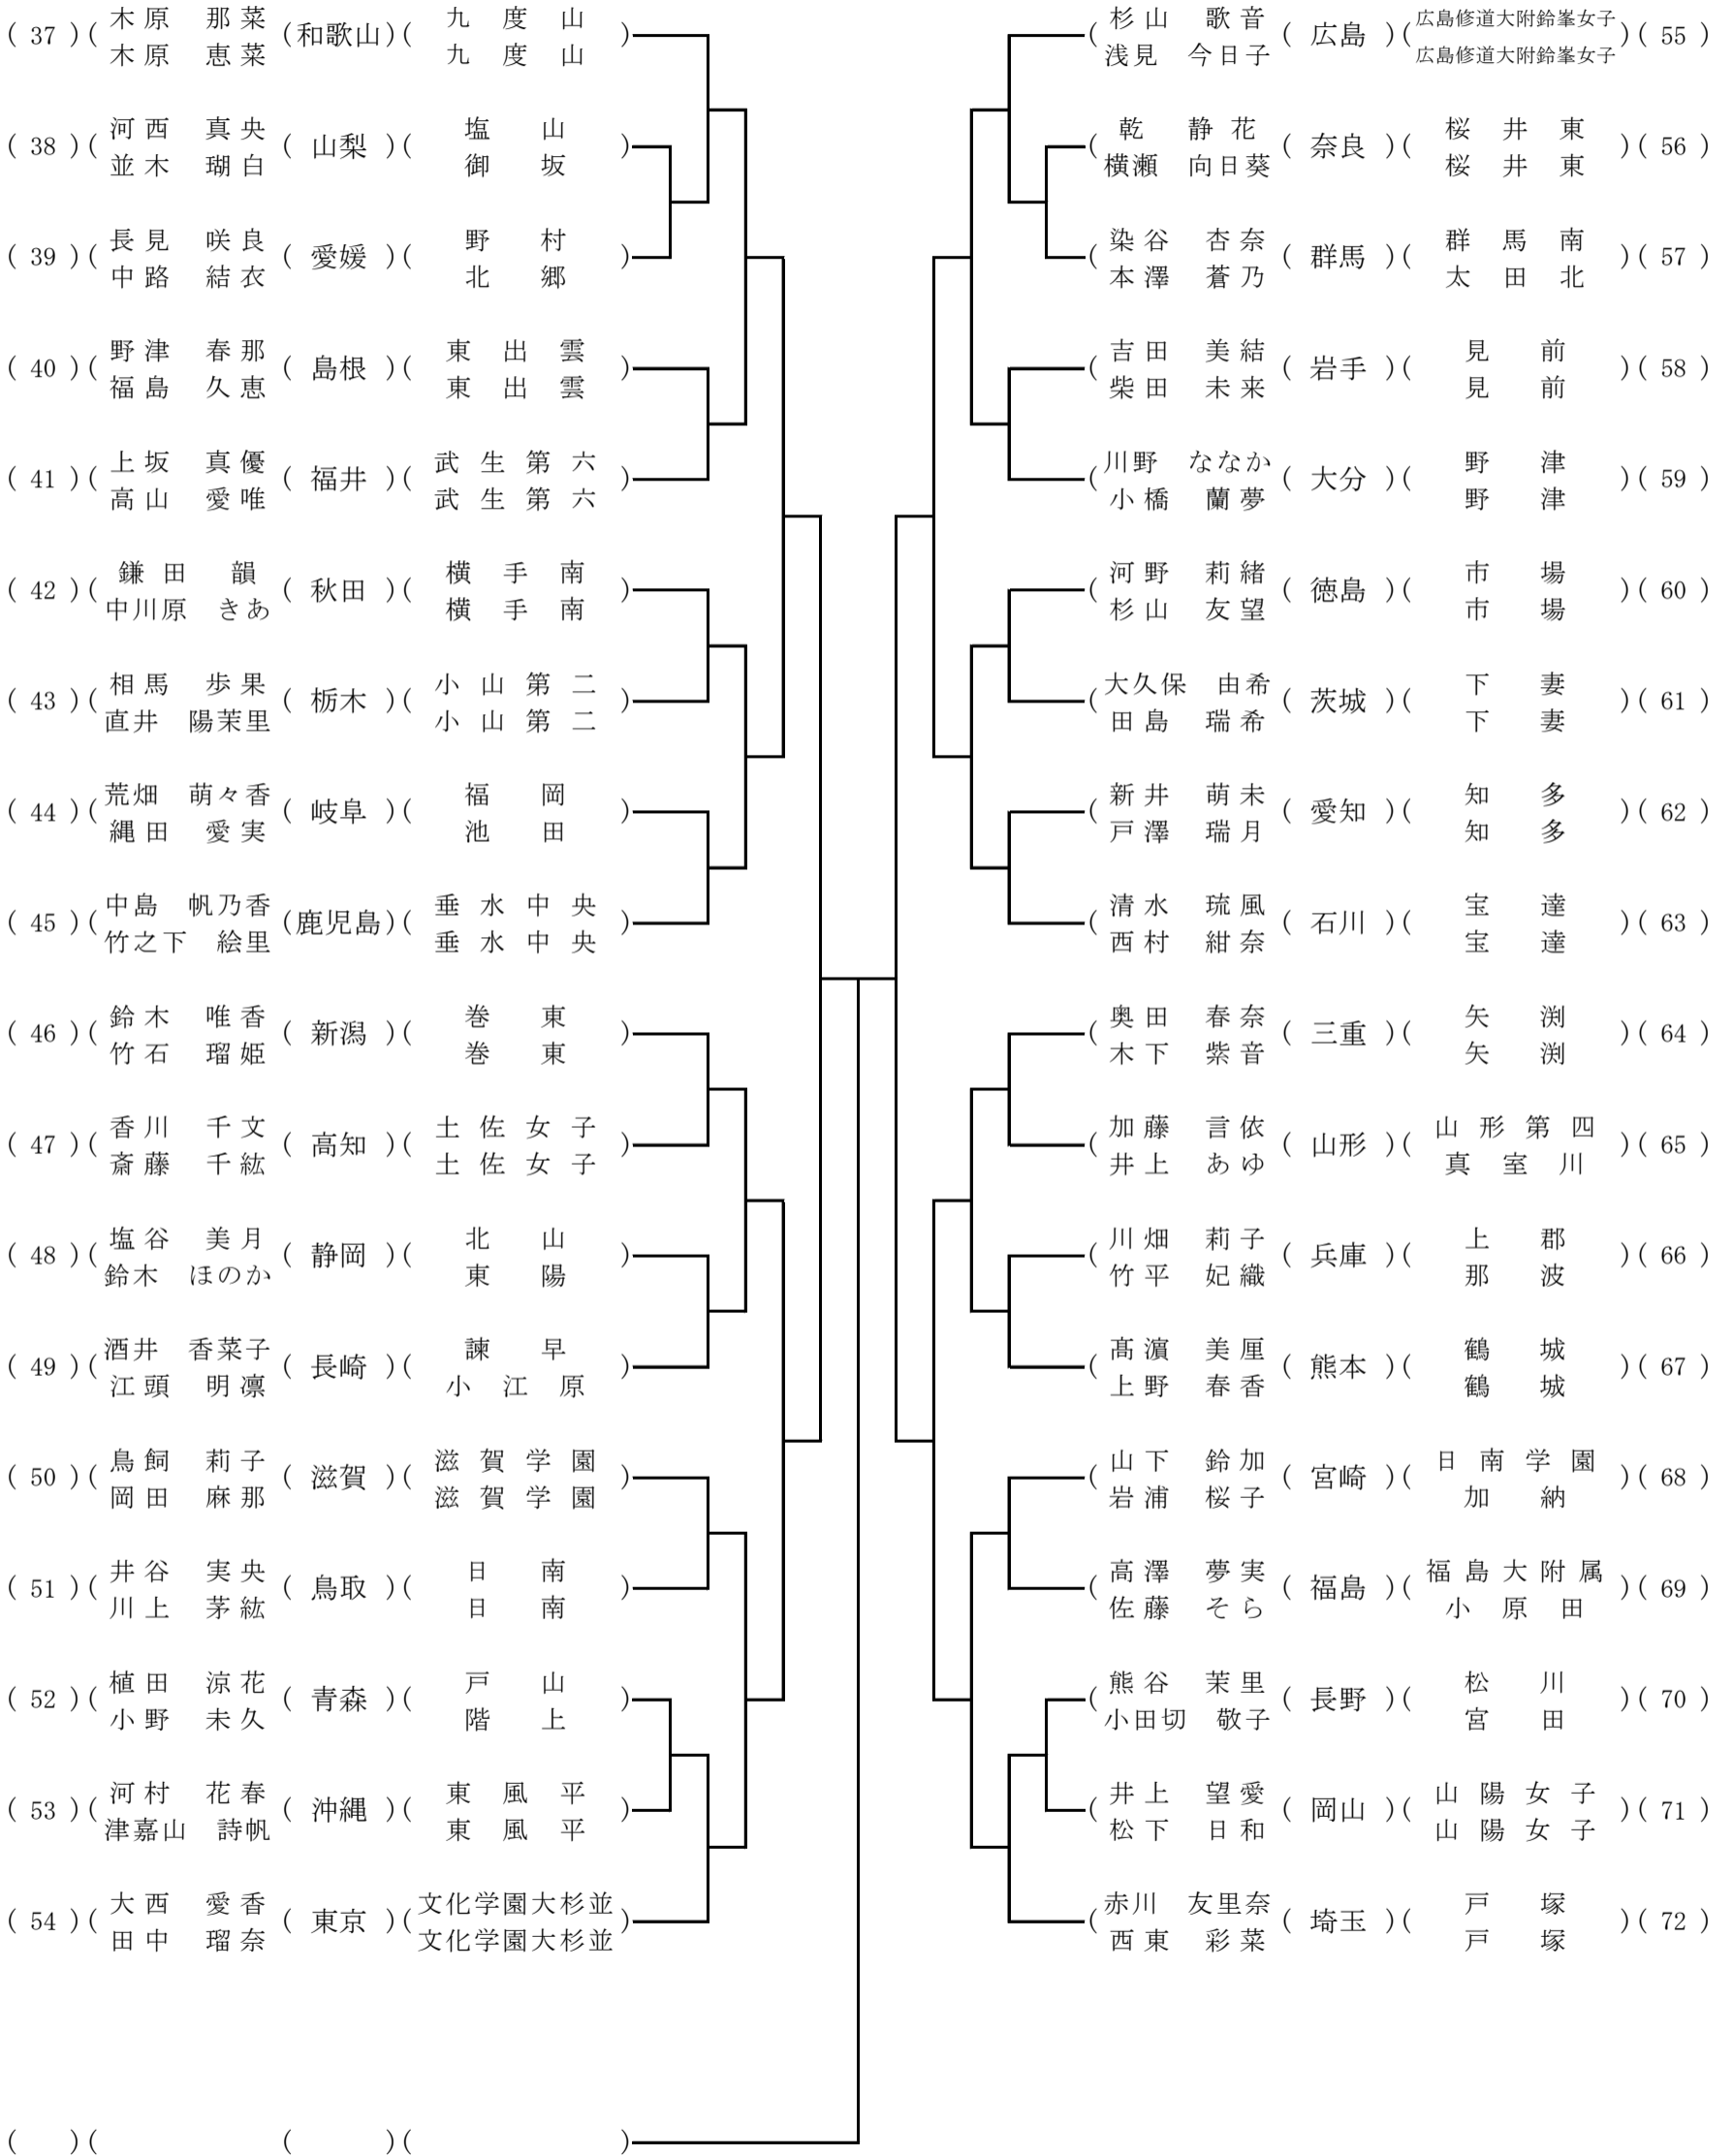 (37)(木原 那菜 (和歌山)(九度山)
木原 恵菜 九度山
(38)(河西 真央 (山梨)(塩山)
並木 瑚白 御坂
(39)(長見 咲良 (愛媛)(野村)
中路 結衣 北郷
(40)(野津 春那 (島根)(東出雲)
福島 久恵 東出雲
(41)(上坂 真優 (福井)(武生第六)
高山 愛唯 武生第六
(42)(鎌田 韻 (秋田)(横手南)
中川原 きあ 横手南
(43)(相馬 歩果 (栃木)(小山第二)
直井 陽茉里 小山第二
(44)(荒畑 萌々香 (岐阜)(福岡)
縄田 愛実 池田
(45)(中島 帆乃香 (鹿児島)(垂水中央)
竹之下 絵里 垂水中央
(46)(鈴木 唯香 (新潟)(巻東)
竹石 瑠姫 巻東
(47)(香川 千文 (高知)(土佐女子)
斎藤 千紘 土佐女子
(48)(塩谷 美月 (静岡)(北山)
鈴木 ほのか 東陽
(49)(酒井 香菜子 (長崎)(諫早)
江頭 明凛 小江原
(50)(鳥飼 莉子 (滋賀)(滋賀学園)
岡田 麻那 滋賀学園
(51)(井谷 実央 (鳥取)(日南)
川上 茅紘 日南
(52)(植田 涼花 (青森)(戸山)
小野 未久 階上
(53)(河村 花春 (沖縄)(東風平)
津嘉山 詩帆 東風平
(54)(大西 愛香 (東京)(文化学園大杉並)
田中 瑠奈 文化学園大杉並
( )( ( )( )
(杉山 歌音 (広島)(広島修道大附鈴峯女子)(55)
浅見 今日子 広島修道大附鈴峯女子
(乾 静花 (奈良)(桜井東)(56)
横瀬 向日葵 桜井東
(染谷 杏奈 (群馬)(群馬南)(57)
本澤 蒼乃 太田北
(吉田 美結 (岩手)(見前)(58)
柴田 未来 見前
(川野 ななか (大分)(野津)(59)
小橋 蘭夢 野津
(河野 莉緒 (徳島)(市場)(60)
杉山 友望 市場
(大久保 由希 (茨城)(下妻)(61)
田島 瑞希 下妻
(新井 萌未 (愛知)(知多)(62)
戸澤 瑞月 知多
(清水 琉風 (石川)(宝達)(63)
西村 紺奈 宝達
(奥田 春奈 (三重)(矢渕)(64)
木下 紫音 矢渕
(加藤 言依 (山形)(山形第四)(65)
井上 あゆ 真室川
(川畑 莉子 (兵庫)(上郡)(66)
竹平 妃織 那波
(髙濵 美厘 (熊本)(鶴城)(67)
上野 春香 鶴城
(山下 鈴加 (宮崎)(日南学園)(68)
岩浦 桜子 加納
(高澤 夢実 (福島)(福島大附属)(69)
佐藤 そら 小原田
(熊谷 茉里 (長野)(松川)(70)
小田切 敬子 宮田
(井上 望愛 (岡山)(山陽女子)(71)
松下 日和 山陽女子
(赤川 友里奈 (埼玉)(戸塚)(72)
西東 彩菜 戸塚